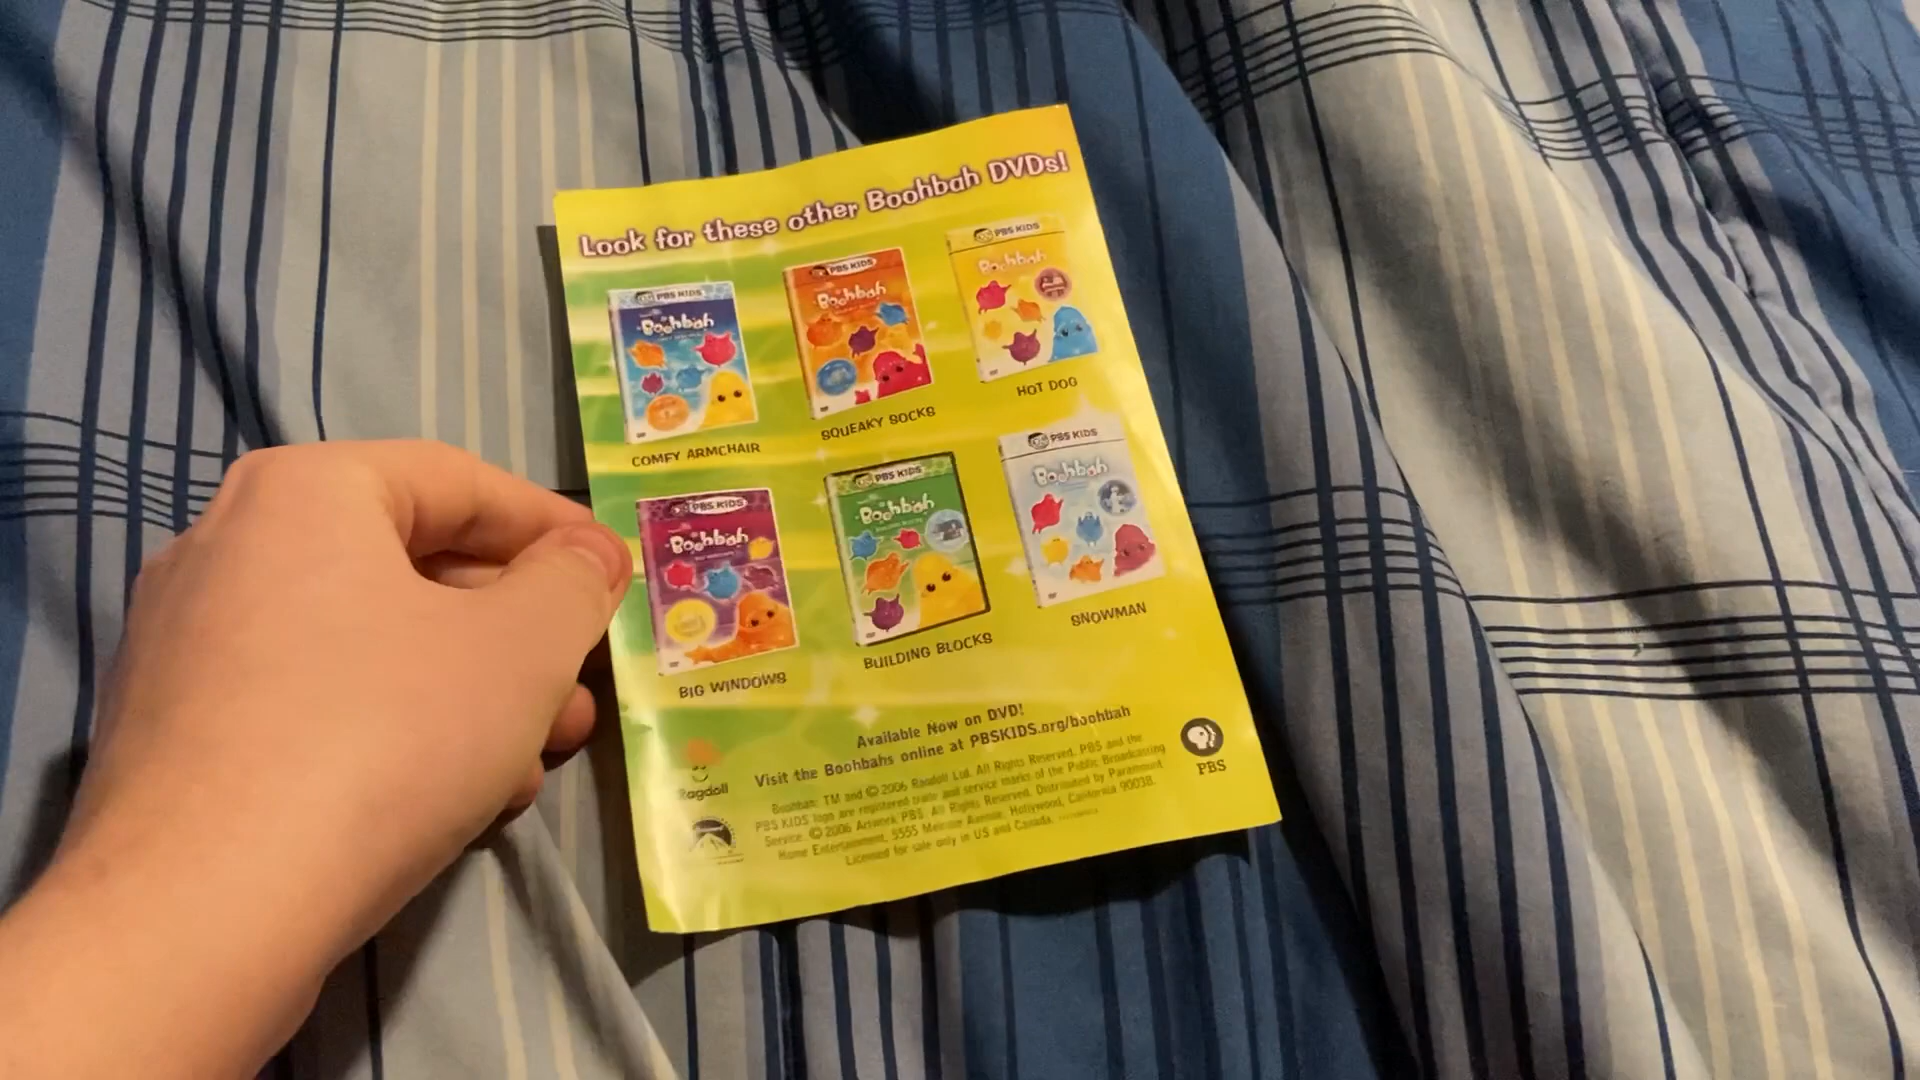 Look for these other Boohbah DVDs!
PBS KIDS
Boohbah
COMFY ARMCHAIR
PBS KIDS
Boohbah
SQUEAKY SOCKS
PBS KIDS
Boohbah
HOT DOG
PBS KIDS
Boohbah
BIG WINDOWS
PBS KIDS
Boohbah
BUILDING BLOCKS
BUILDING BLOCKS
PBS KIDS
Boohbah
SNOWMAN
Available Now on DVD!
Visit the Boohbahs online at PBSKIDS.org/boohbah
Boohbah: TM and © 2006 Ragdoll Ltd. All Rights Reserved. PBS and the
PBS KIDS logo are registered trade and service marks of the Public Broadcasting
Service. © 2006 Artwork PBS. All Rights Reserved. Distributed by Paramount
Home Entertainment, 5555 Melrose Avenue, Hollywood, California 90038.
Licensed for sale only in US and Canada.
Ragdoll
PBS